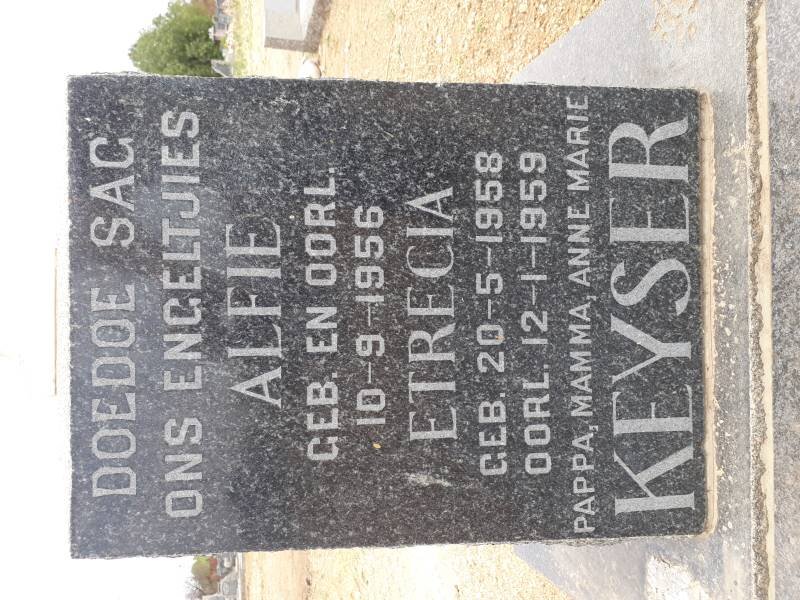 DOEDOE SAG
ONS ENGELTJIES
ALFIE
GEB. EN OORL.
10-9-1956
ETRECIA
GEB. 20-5-1958
OORL. 12-1-1959
PAPPA, MAMMA, ANNE MARIE
KEYSER